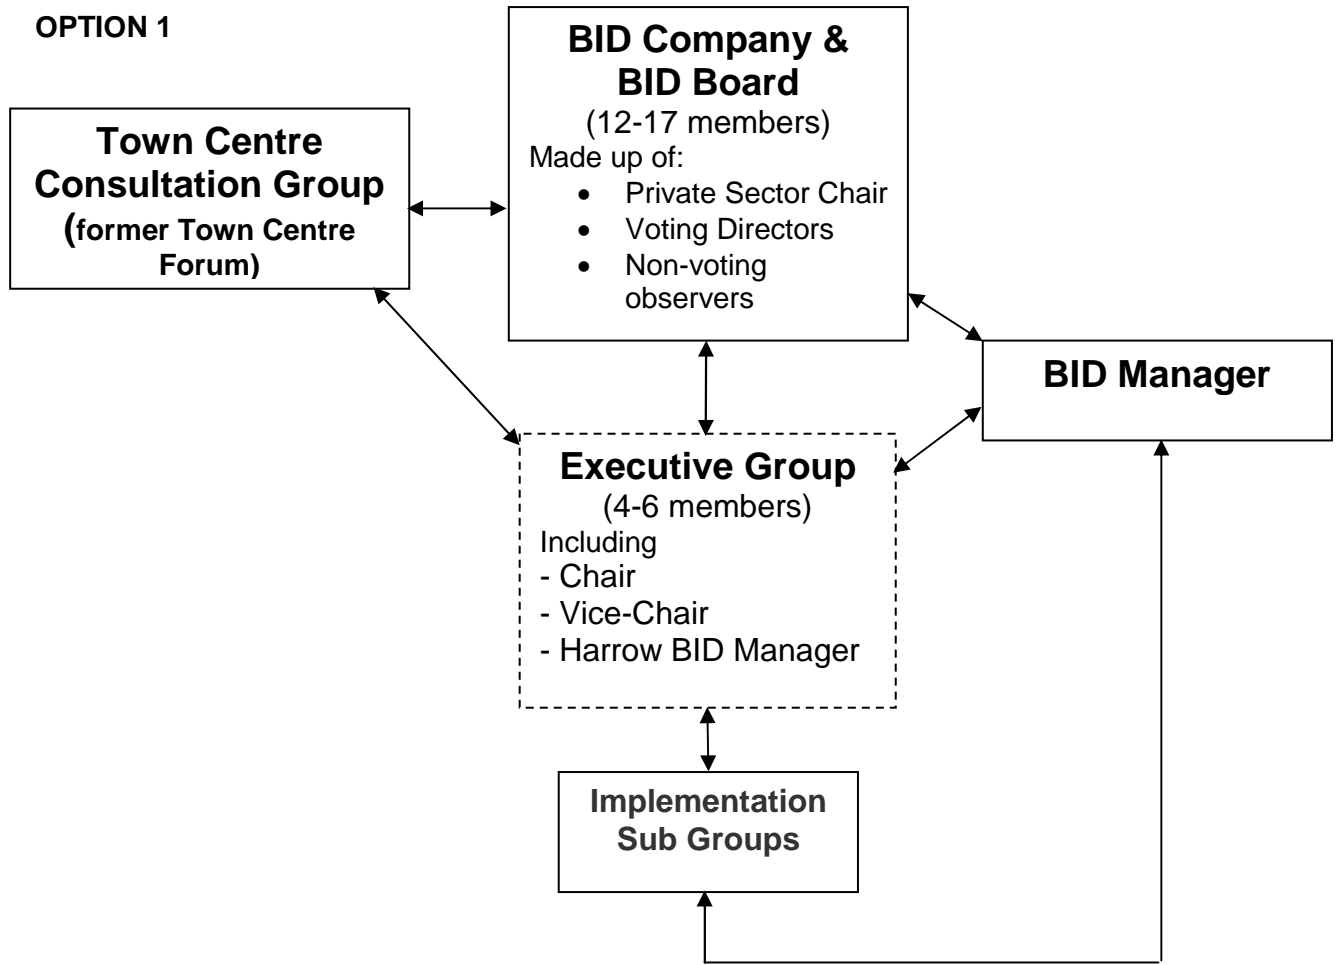 OPTION 1
BID Company &
BID Board
(12-17 members)
Made up of:
• Private Sector Chair
• Voting Directors
• Non-voting
observers
Town Centre
Consultation Group
(former Town Centre
Forum)
BID Manager
Executive Group
(4-6 members)
Including
- Chair
- Vice-Chair
- Harrow BID Manager
Implementation
Sub Groups